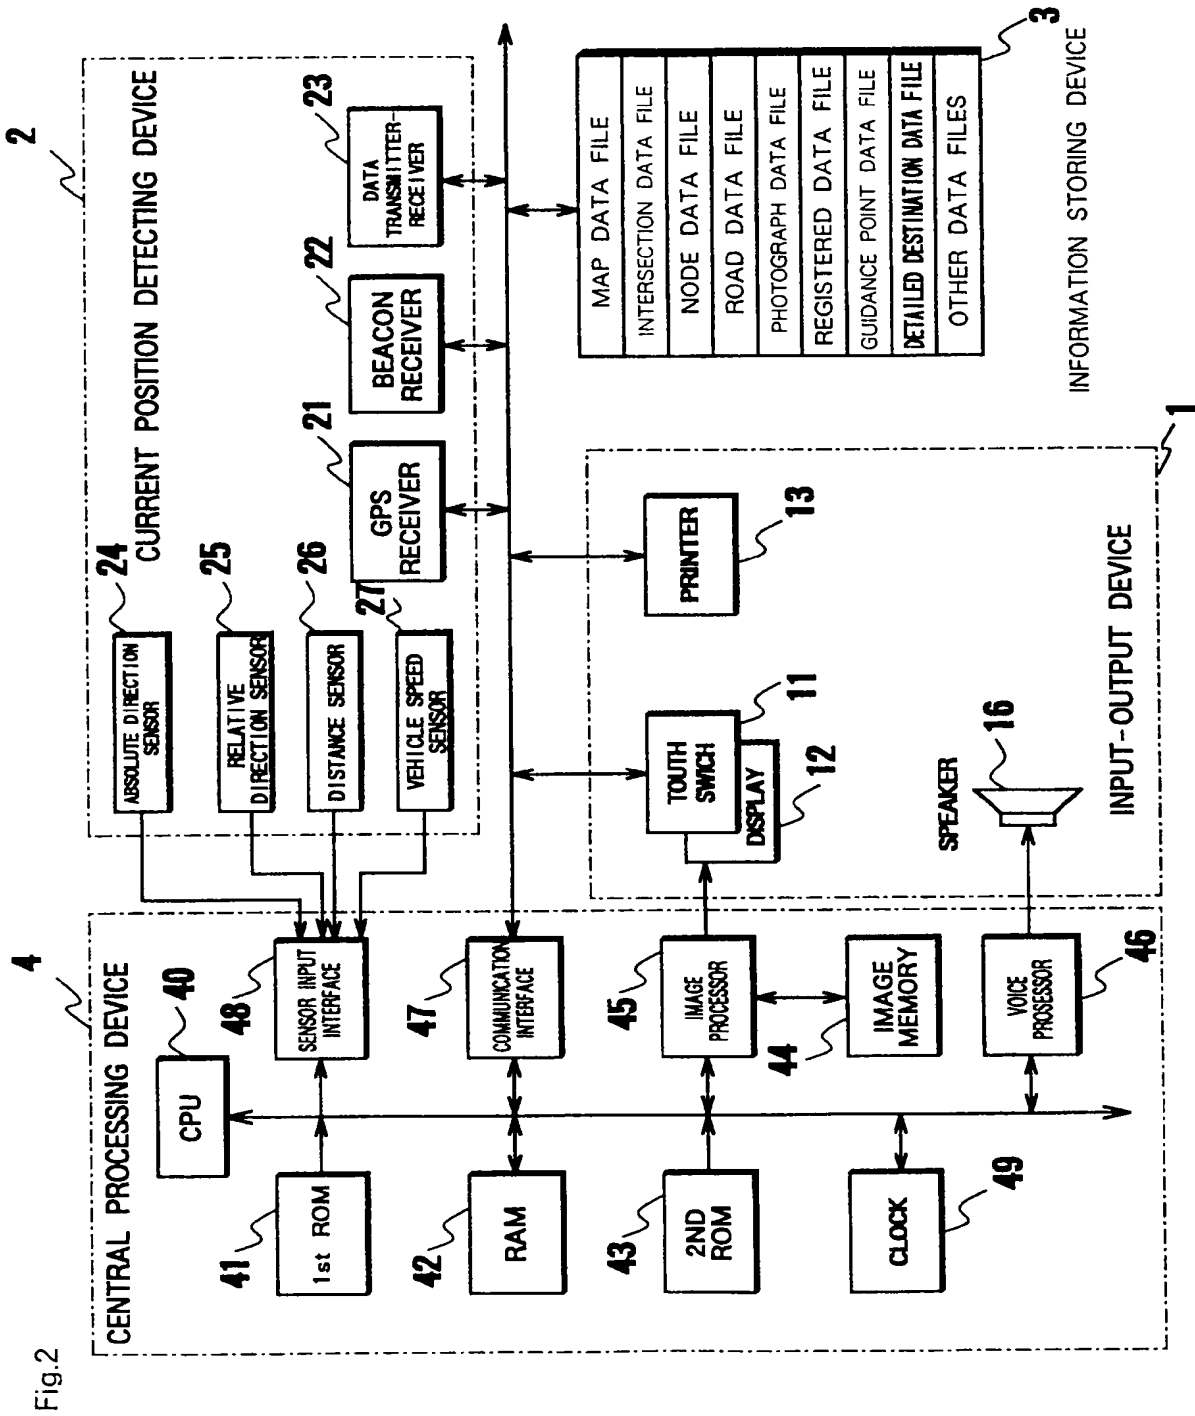 Fig.2
CENTRAL PROCESSING DEVICE
4
CPU
40
41
1st ROM
48
SENSOR INPUT
INTERFACE
42
RAM
47
COMMUNICATION
INTERFACE
43
2ND
ROM
45
IMAGE
PROCESSOR
44
IMAGE
MEMORY
CLOCK
49
VOICE
PROSESSOR
46
2
CURRENT POSITION DETECTING DEVICE
ABSOLUTE DIRECTION
SENSOR
24
RELATIVE
DIRECTION SENSOR
25
DISTANCE SENSOR
26
VEHICLE SPEED
SENSOR
27
GPS
RECEIVER
21
BEACON
RECEIVER
22
DATA
TRANSMITTER-
RECEIVER
23
TOUTH
SWICH
11
DISPLAY
12
PRINTER
13
SPEAKER
16
INPUT-OUTPUT DEVICE
1
MAP DATA FILE
INTERSECTION DATA FILE
NODE DATA FILE
ROAD DATA FILE
PHOTOGRAPH DATA FILE
REGISTERED DATA FILE
GUIDANCE POINT DATA FILE
DETAILED DESTINATION DATA FILE
OTHER DATA FILES
3
INFORMATION STORING DEVICE